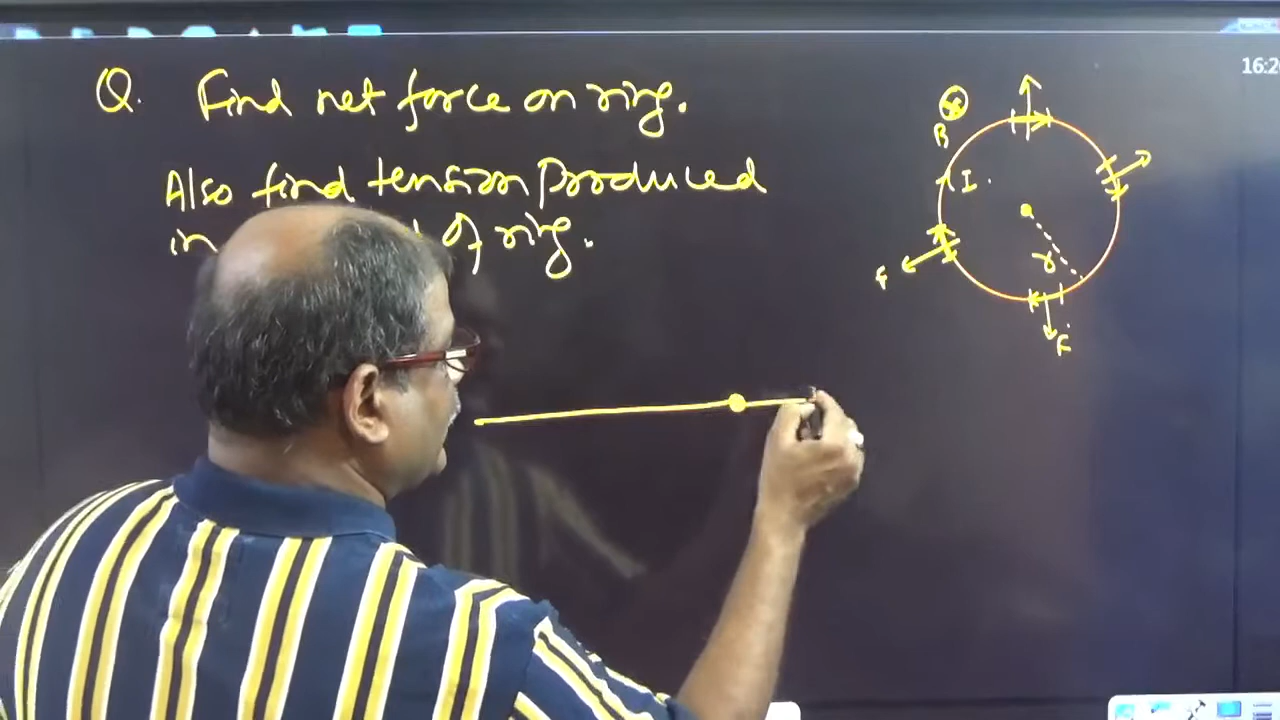 Q. Find net force on ring.
Also find tension produced
in of ring.
B
I
r
F
F
16:2